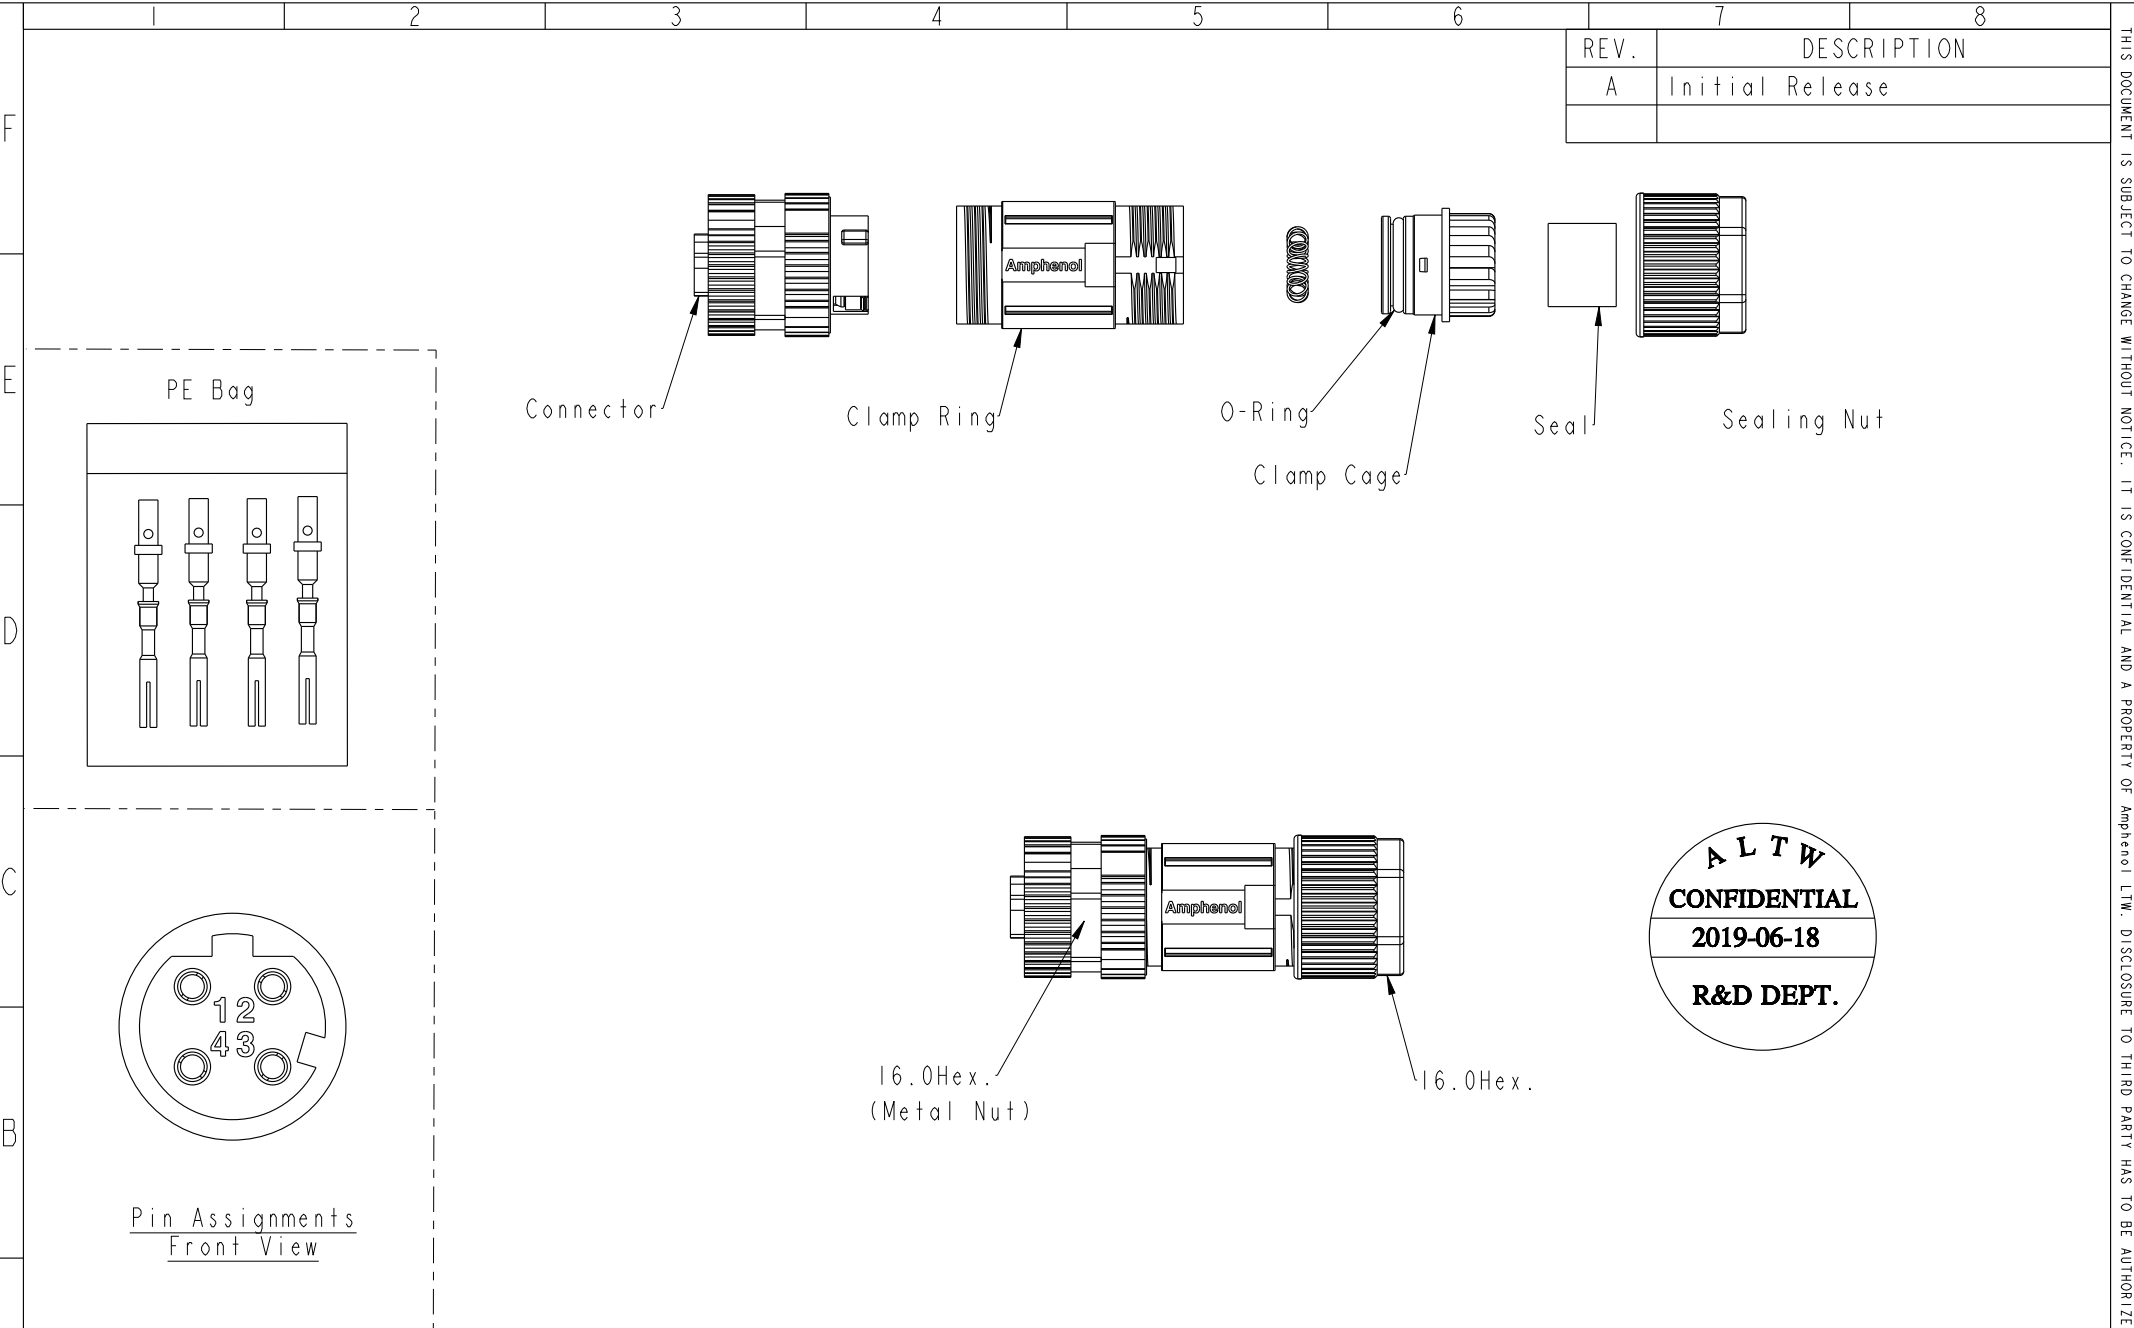 1 2 3 4 5 6 7 8
REV. DESCRIPTION
A Initial Release
F
E
D
C
B
Amphenol
Connector
Clamp Ring
O-Ring
Clamp Cage
Seal
Sealing Nut
PE Bag
Amphenol
16.0Hex.
(Metal Nut)
16.0Hex.
ALTW
CONFIDENTIAL
2019-06-18
R&D DEPT.
1 2
4 3
Pin Assignments
Front View
THIS DOCUMENT IS SUBJECT TO CHANGE WITHOUT NOTICE. IT IS CONFIDENTIAL AND A PROPERTY OF Amphenol LTW. DISCLOSURE TO THIRD PARTY HAS TO BE AUTHORIZE